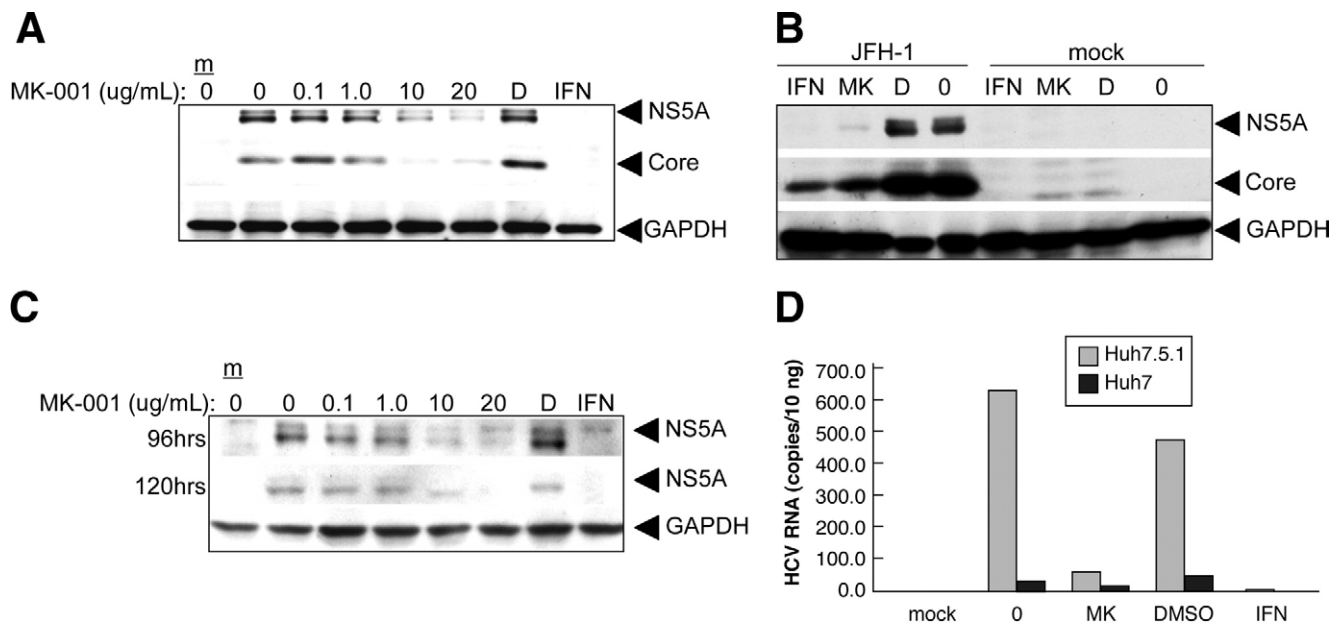 A
m
MK-001 (ug/mL): 0 0 0.1 1.0 10 20 D IFN
NS5A
Core
GAPDH
B
JFH-1 mock
IFN MK D 0 IFN MK D 0
NS5A
Core
GAPDH
C
m
MK-001 (ug/mL): 0 0 0.1 1.0 10 20 D IFN
96hrs NS5A
120hrs NS5A
GAPDH
D
Huh7.5.1
Huh7
HCV RNA (copies/10 ng)
700.0
600.0
500.0
400.0
300.0
200.0
100.0
0.0
mock 0 MK DMSO IFN